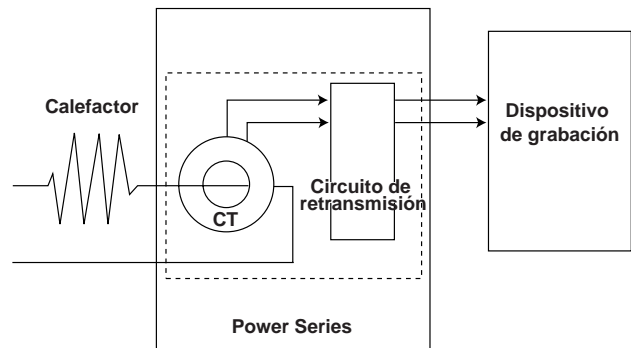 Calefactor
Dispositivo
de grabación
Circuito de
retransmisión
CT
Power Series